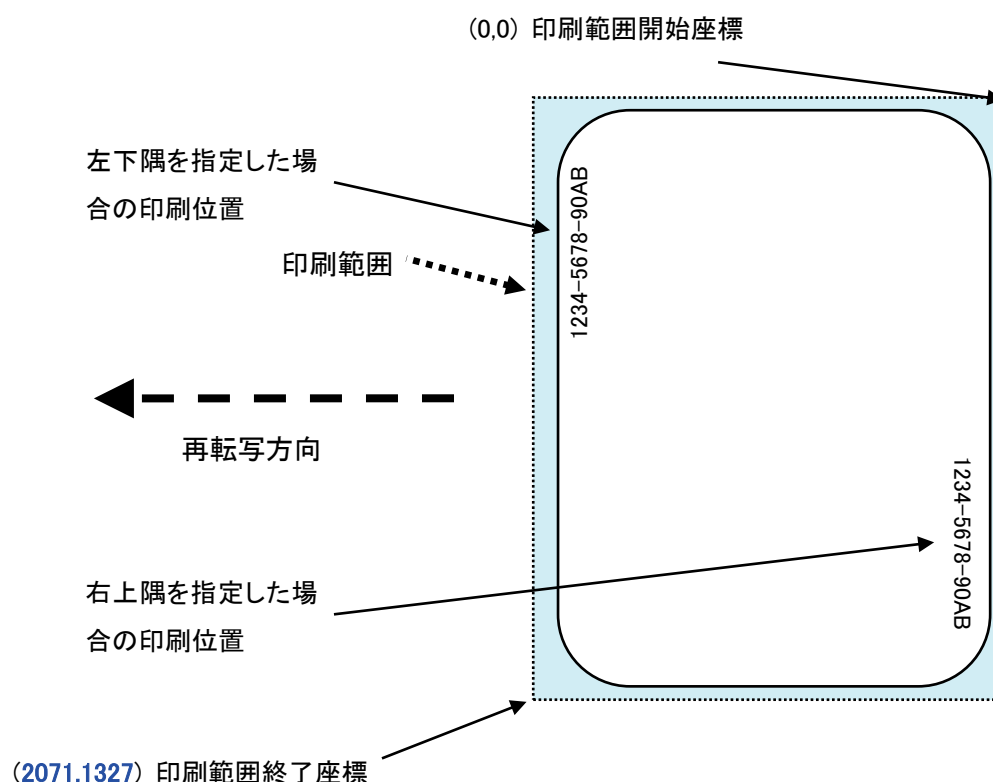 (0,0) 印刷範囲開始座標
左下隅を指定した場
合の印刷位置
1234-5678-90AB
印刷範囲
再転写方向
1234-5678-90AB
右上隅を指定した場
合の印刷位置
(2071,1327) 印刷範囲終了座標